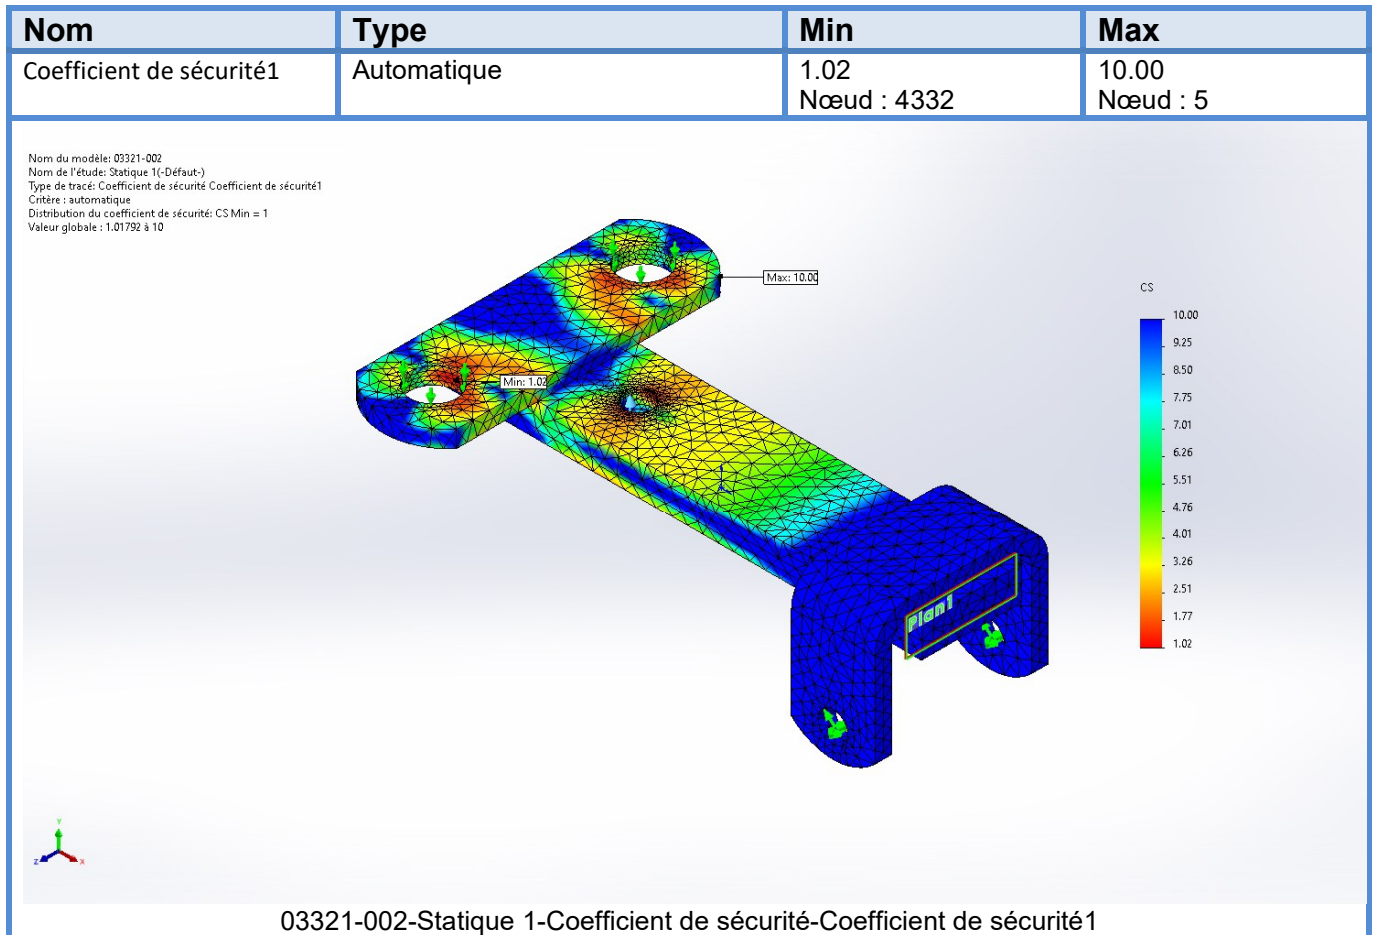 Nom Type Min Max
Coefficient de sécurité1 Automatique 1.02 10.00
Nœud : 4332 Nœud : 5
Nom du modèle: 03321-002
Nom de l'étude: Statique 1(-Défaut-)
Type de tracé: Coefficient de sécurité Coefficient de sécurité1
Critère : automatique
Distribution du coefficient de sécurité: CS Min = 1
Valeur globale : 1.01792 à 10
Max: 10.00
CS
10.00
9.25
8.50
7.75
7.01
6.26
5.51
4.76
4.01
3.26
2.51
1.77
1.02
Min: 1.02
Plan1
Y
Z X
03321-002-Statique 1-Coefficient de sécurité-Coefficient de sécurité1